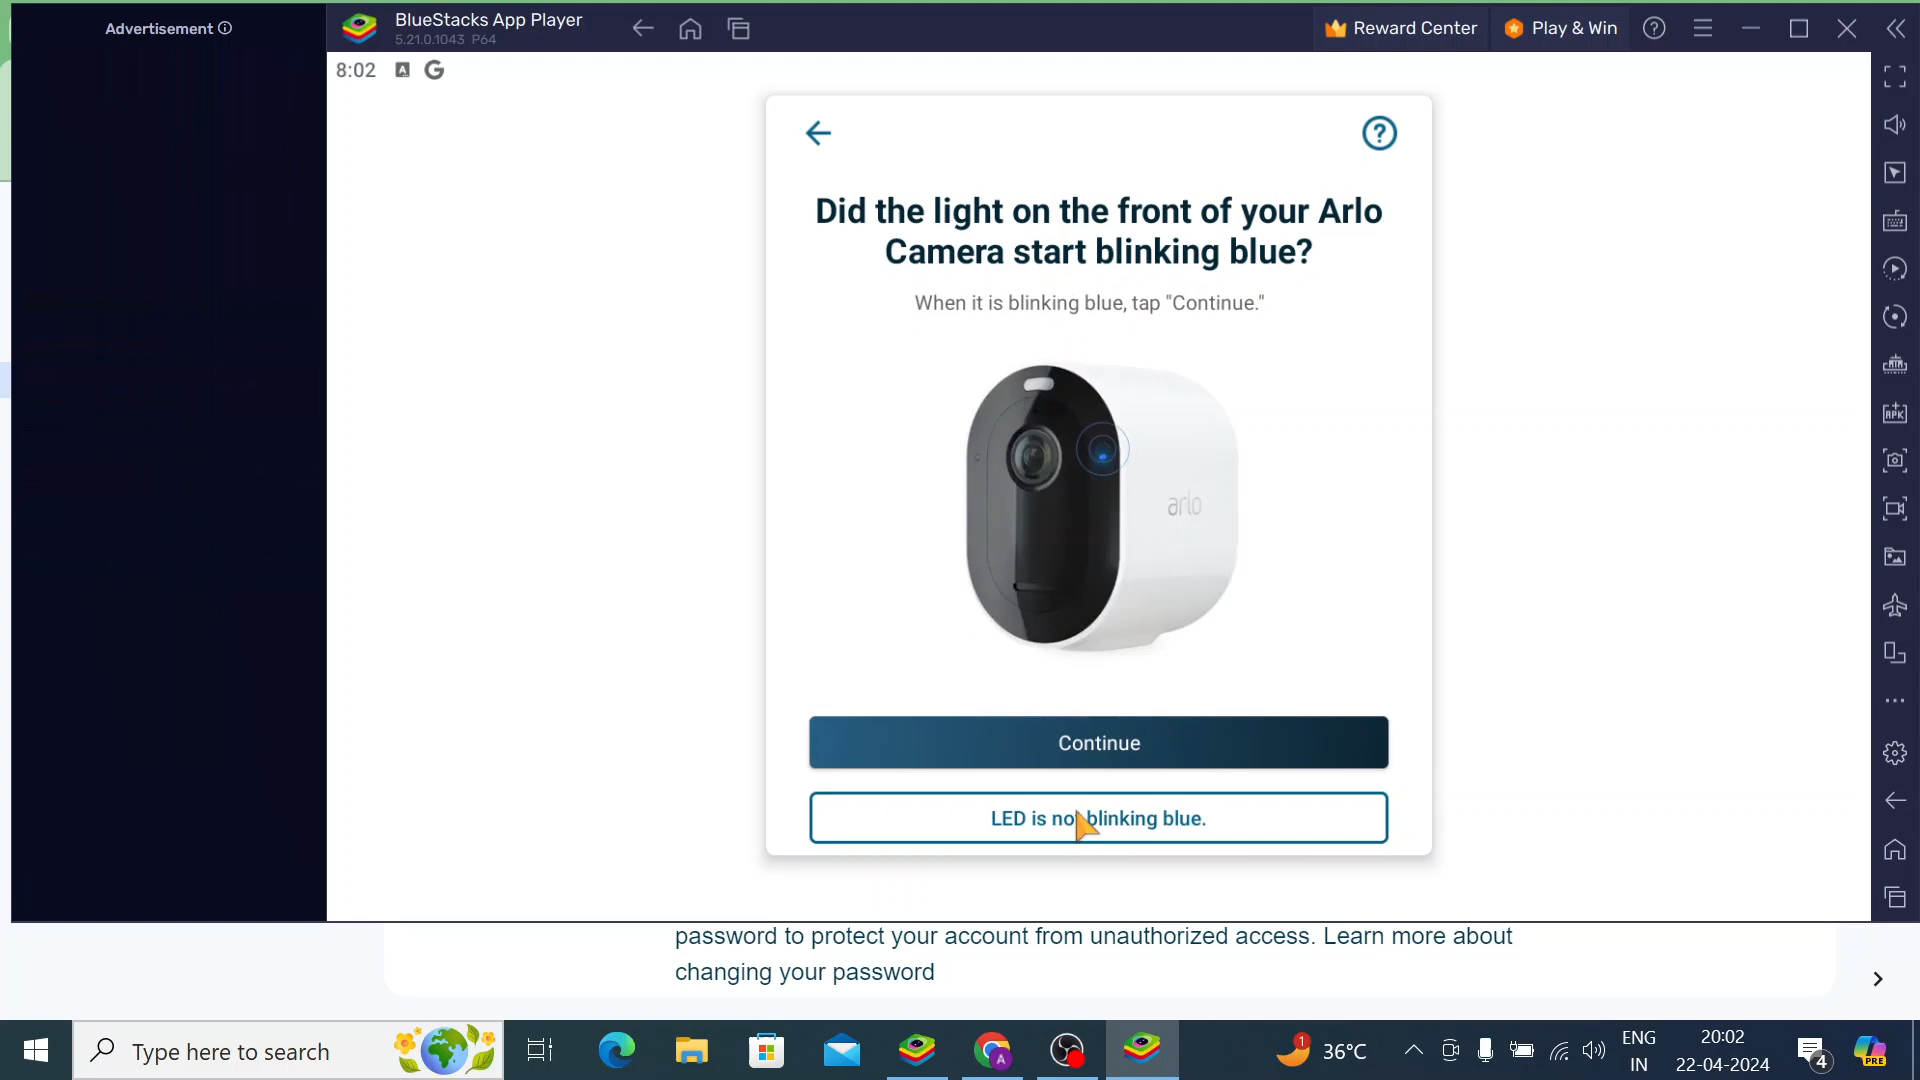 Advertisement
BlueStacks App Player
5.21.0.1043 P64
Reward Center
Play & Win
8:02
Did the light on the front of your Arlo
Camera start blinking blue?
When it is blinking blue, tap "Continue."
arlo
Continue
LED is not blinking blue.
password to protect your account from unauthorized access. Learn more about
changing your password
Type here to search
1
36°C
ENG
IN
20:02
22-04-2024
4
PRE